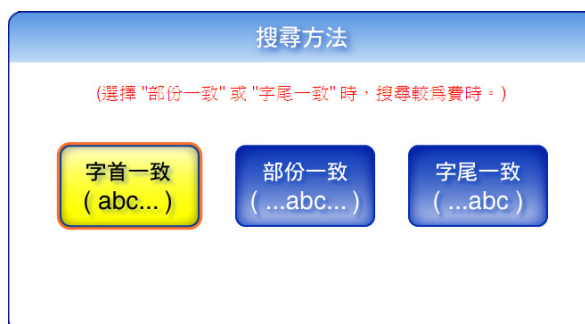 搜尋方法
(選擇 "部份一致" 或 "字尾一致" 時，搜尋較為費時。)
字首一致
( abc... )
部份一致
( ...abc... )
字尾一致
( ...abc )